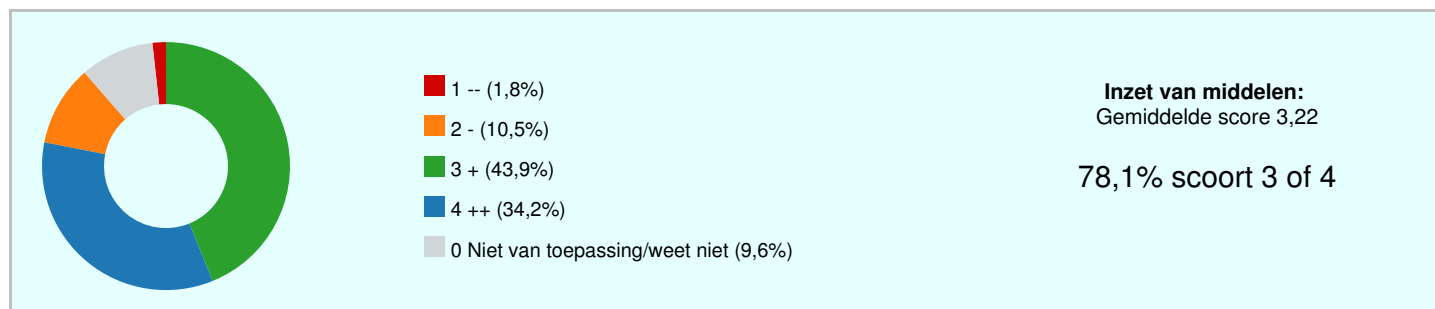 1 -- (1,8%)
2 - (10,5%)
3 + (43,9%)
4 ++ (34,2%)
0 Niet van toepassing/weet niet (9,6%)
Inzet van middelen:
Gemiddelde score 3,22
78,1% scoort 3 of 4